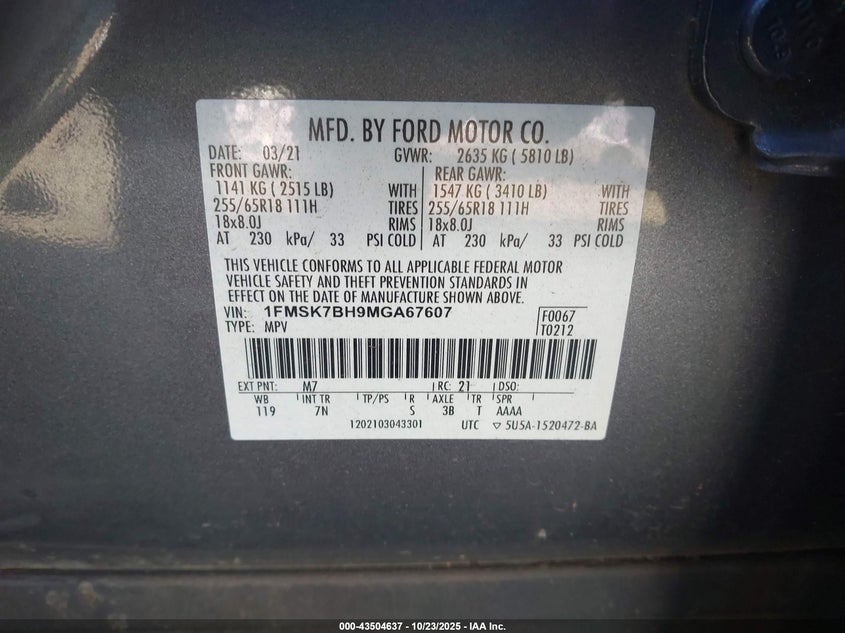 MFD. BY FORD MOTOR CO.
DATE: 03/21 GVWR: 2635 KG ( 5810 LB)
FRONT GAWR: REAR GAWR:
1141 KG ( 2515 LB) WITH 1547 KG ( 3410 LB) WITH
255/65R18 111H TIRES 255/65R18 111H TIRES
18x8.0J RIMS 18x8.0J RIMS
AT 230 kPa/ 33 PSI COLD AT 230 kPa/ 33 PSI COLD
THIS VEHICLE CONFORMS TO ALL APPLICABLE FEDERAL MOTOR
VEHICLE SAFETY AND THEFT PREVENTION STANDARDS IN
EFFECT ON THE DATE OF MANUFACTURE SHOWN ABOVE.
VIN: 1FMSK7BH9MGA67607 F0067
TYPE: MPV T0212
EXT PNT: M7 RC: 21 DSO:
WB INT TR TP/PS R AXLE TR SPR
119 7N S 3B T AAAA
1202103043301 UTC ▽ 5U5A-1520472-BA
000-43504637 - 10/23/2025 - IAA Inc.